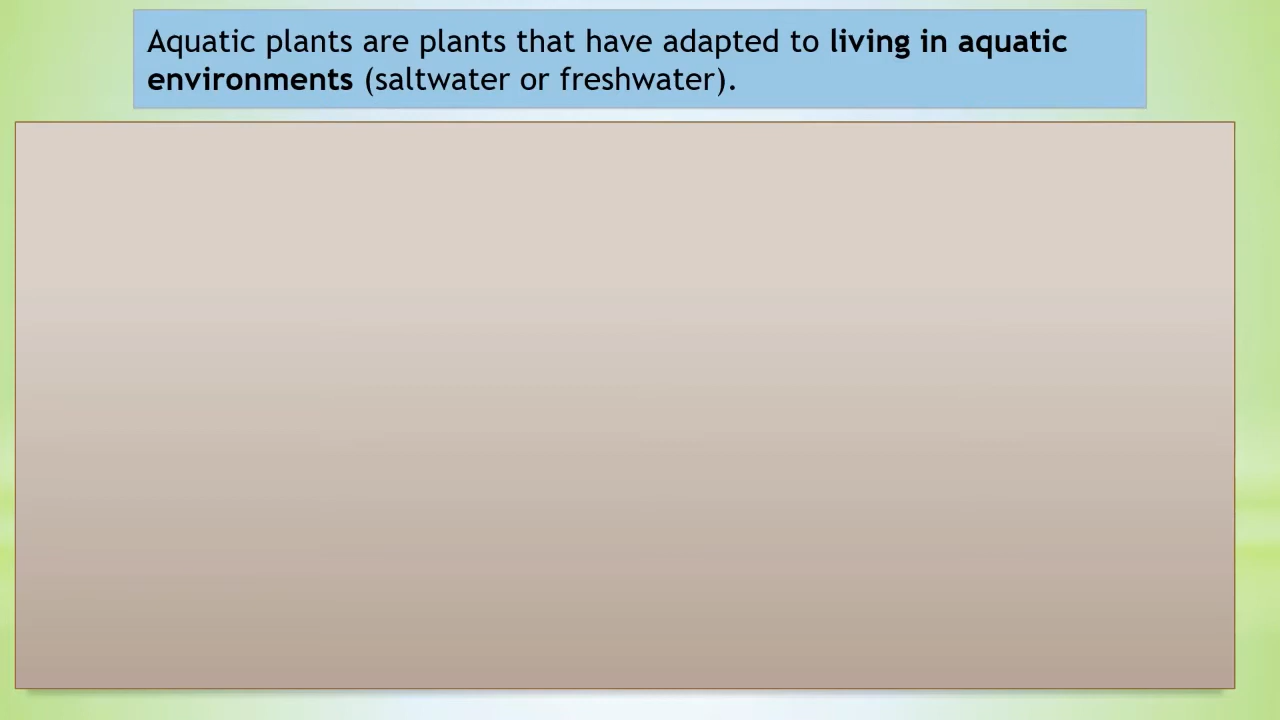 Aquatic plants are plants that have adapted to living in aquatic
environments (saltwater or freshwater).